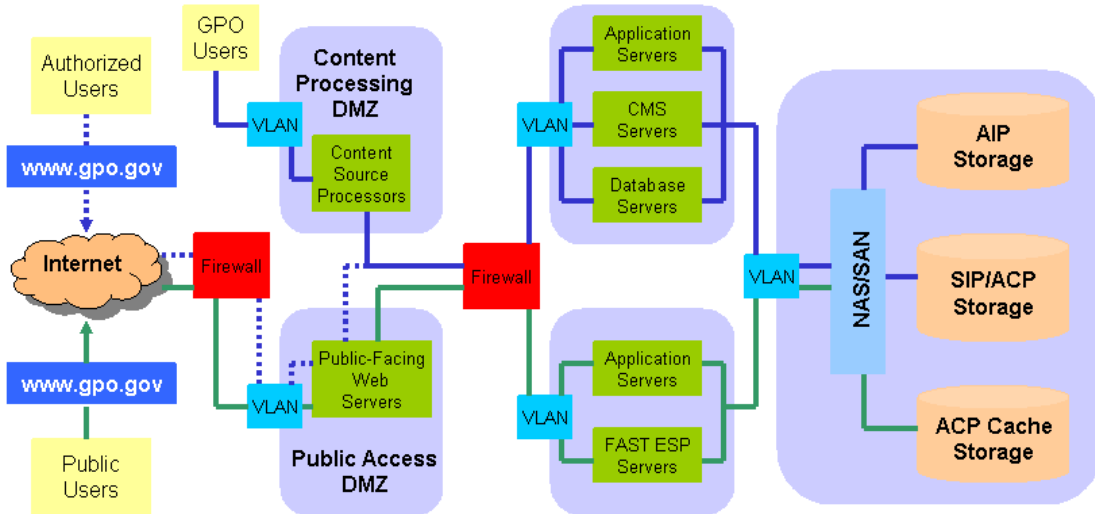 Authorized
Users
www.gpo.gov
Internet
www.gpo.gov
Public
Users
GPO
Users
VLAN
Firewall
Content
Processing
DMZ
Content
Source
Processors
VLAN
Public-Facing
Web
Servers
Public Access
DMZ
Firewall
VLAN
Application
Servers
CMS
Servers
Database
Servers
VLAN
Application
Servers
FAST ESP
Servers
VLAN
NAS/SAN
AIP
Storage
SIP/ACP
Storage
ACP Cache
Storage